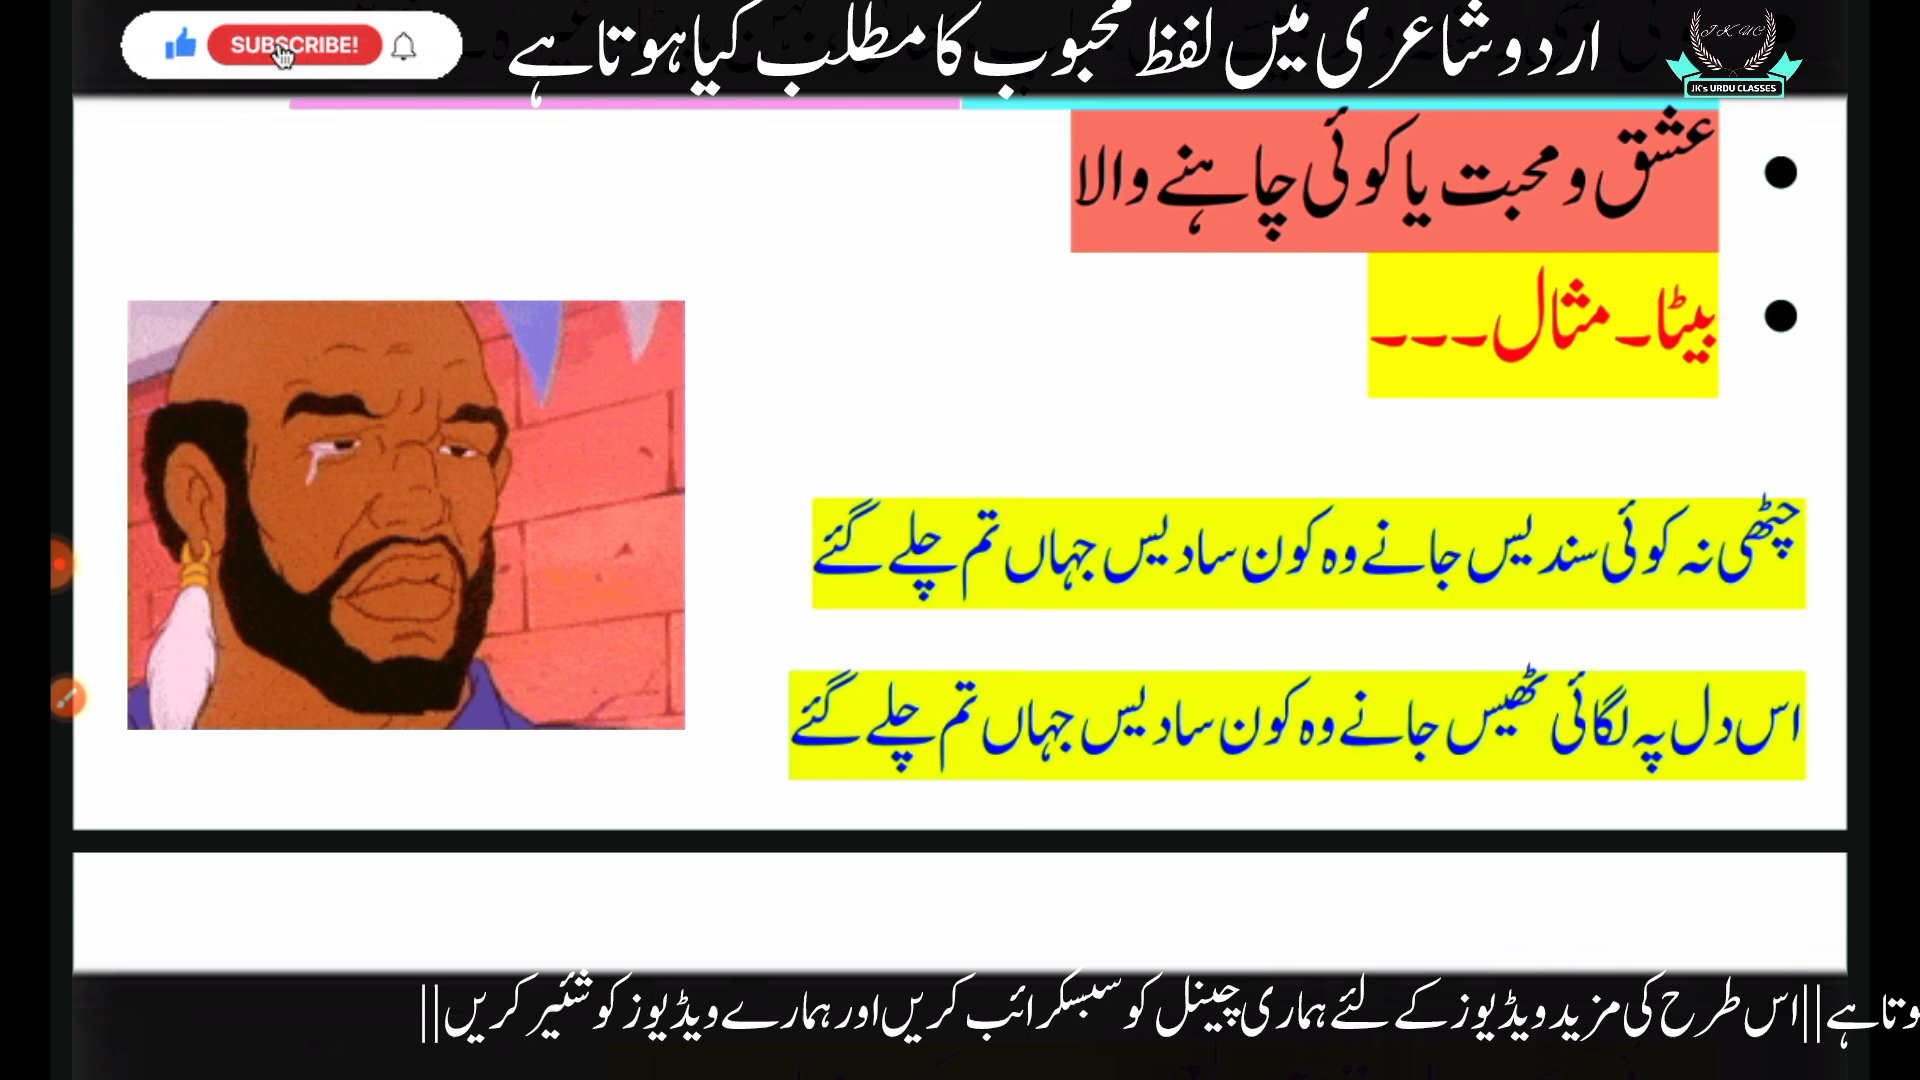 SUBSCRIBE!
اردو شاعری میں لفظ محبوب کا مطلب کیا ہوتا ہے
JK UC
JK's URDU CLASSES
عشق و محبت یا کوئی چاہنے والا
بیٹا۔ مثال۔۔۔
چٹھی نہ کوئی سندیس جانے وہ کون سا دیس جہاں تم چلے گئے
اس دل پہ لگائی ٹھیس جانے وہ کون سا دیس جہاں تم چلے گئے
وتا ہے||اس طرح کی مزید ویڈیوز کے لئے ہماری چینل کو سبسکرائب کریں اور ہمارے ویڈیوز کو شئیر کریں||